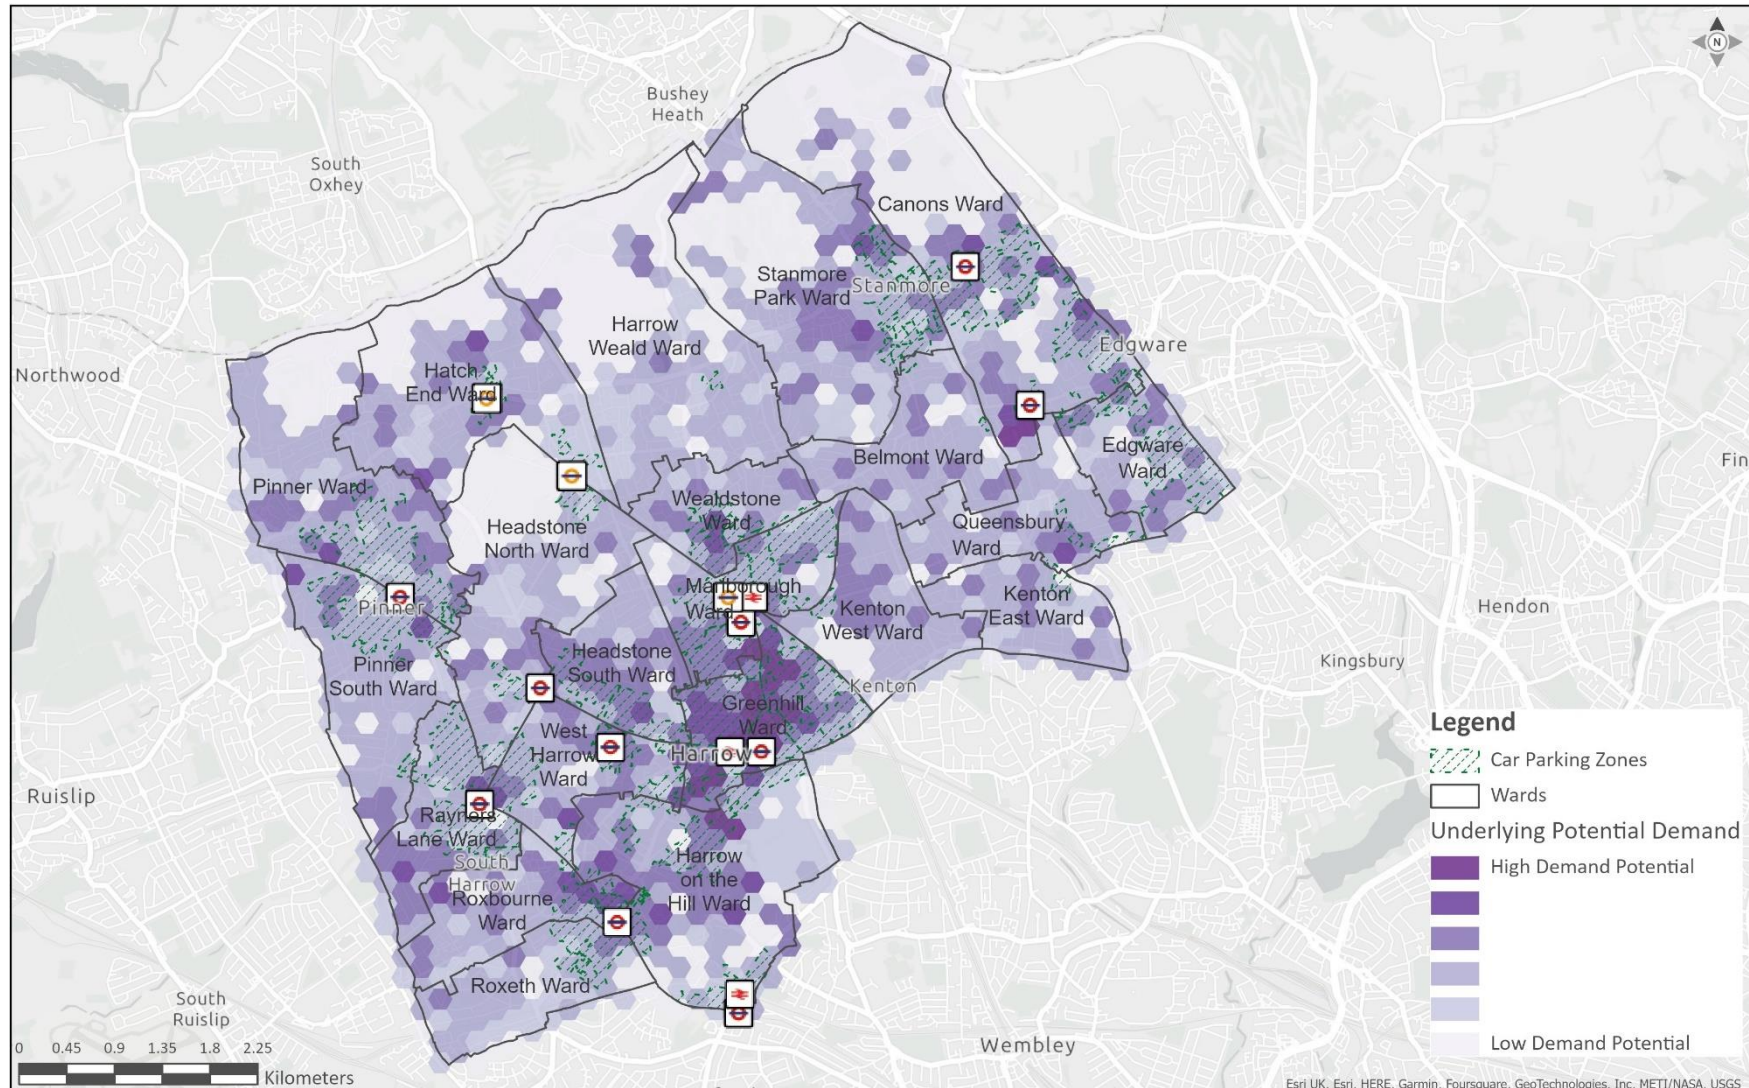 N
Bushey
Heath
South
Oxhey
Canons Ward
Stanmore
Park Ward
Stanmore
Harrow
Weald Ward
Edgware
Northwood
Hatch
End Ward
Edgware
Ward
Belmont Ward
Fin
Pinner Ward
Wealdstone
Ward
Headstone
North Ward
Queensbury
Ward
Marlborough
Ward
Pinner
Kenton
West Ward
Kenton
East Ward
Hendon
Headstone
South Ward
Pinner
South Ward
Kingsbury
Kenton
Greenhill
Ward
West
Harrow
Ward
Harrow
Ruislip
Rayners
Lane Ward
South
Harrow
Harrow
on the
Hill Ward
Roxbourne
Ward
Roxeth Ward
South
Ruislip
Wembley
Legend
Car Parking Zones
Wards
Underlying Potential Demand
High Demand Potential
Low Demand Potential
0 0.45 0.9 1.35 1.8 2.25
Kilometers
Esri UK, Esri, HERE, Garmin, Foursquare, GeoTechnologies, Inc, METI/NASA, USGS